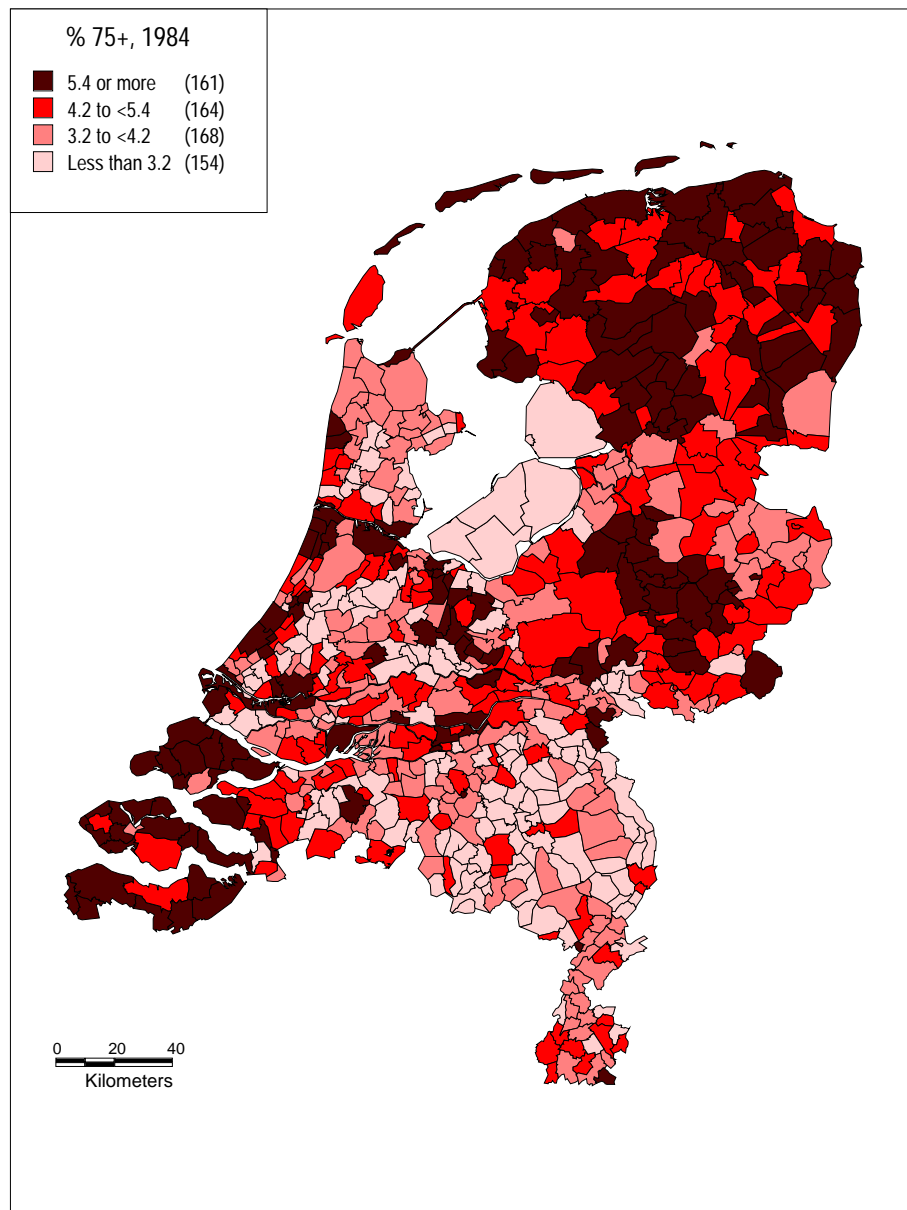 % 75+, 1984
5.4 or more (161)
4.2 to <5.4 (164)
3.2 to <4.2 (168)
Less than 3.2 (154)
0 20 40
Kilometers